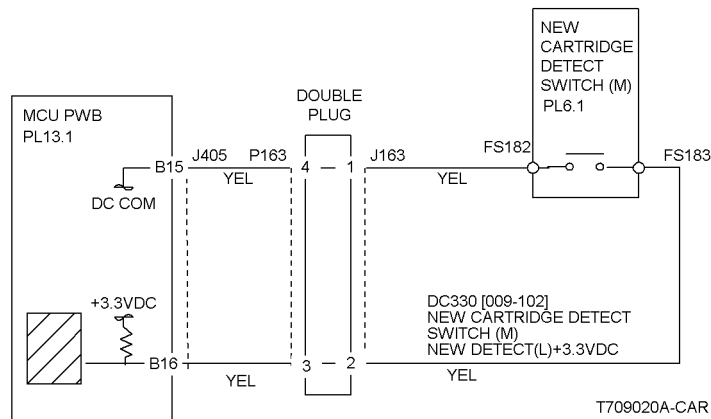 NEW
CARTRIDGE
DETECT
SWITCH (M)
PL6.1
MCU PWB
PL13.1
DOUBLE
PLUG
B15
J405
P163
4
1
J163
FS182
FS183
YEL
YEL
DC COM
+3.3VDC
DC330 [009-102]
NEW CARTRIDGE DETECT
SWITCH (M)
NEW DETECT(L)+3.3VDC
B16
3
2
YEL
YEL
T709020A-CAR